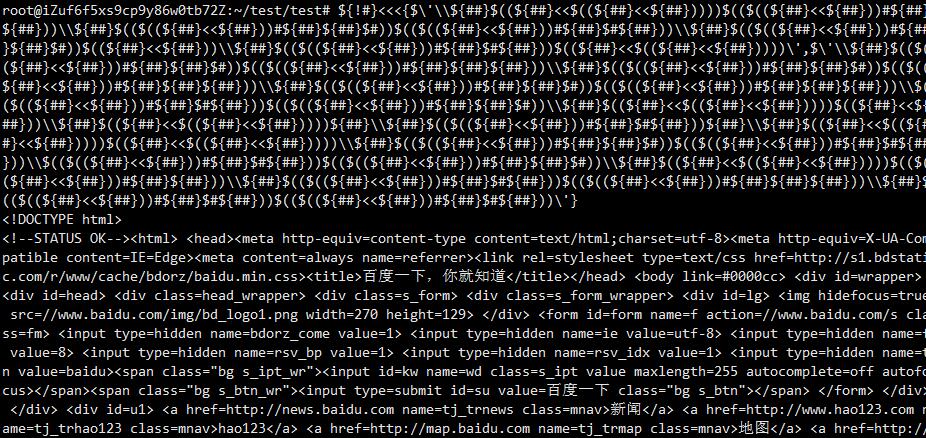 root@iZuf6f5xs9cp9y86w0tb72Z:~/test/test# ${!#}<<<{$\'\\${##}$((${##}<<$((${##}<<${##}))))$(($((${##}<<${##}))#${##
${##}))\\${##}$(($((${##}<<${##}))#${##}${##}$#))$(($((${##}<<${##}))#${##}$#${##}))\\${##}$(($((${##}<<${##}))#${#
}${##}$#))$(($((${##}<<${##}))\\${##}$(($((${##}<<${##}))#${##}$#${##}))$((${##}<<$((${##}<<${##}))))\',$\'\\${##}$(($((
(${##}<<${##}))#${##}${##}$#))$(($((${##}<<${##}))#${##}${##}${##}))\\${##}$(($((${##}<<${##}))#${##}${##}$#))$(($((
${##}<<${##}))#${##}${##}${##}))\\${##}$(($((${##}<<${##}))#${##}${##}$#))$(($((${##}<<${##}))#${##}$#${##}))\\${
($((${##}<<${##}))#${##}$#${##}))$(($((${##}<<${##}))#${##}${##}$#))\\${##}$((${##}<<$((${##}<<${##}))))$(($((${##}
##}))\\${##}$((${##}<<$((${##}<<${##}))))${##}\\${##}$(($((${##}<<${##}))#${##}$#${##}))${##}\\${##}$((${##}<<$((${
#}<<${##}))))\\${##}$((${##}<<$((${##}<<${##}))))\\${##}$(($((${##}<<${##}))#${##}$#${##}))$(($((${##}<<${##}))#${##
}))\\${##}$(($((${##}<<${##}))#${##}$#${##}))$(($((${##}<<${##}))#${##}${##}$#))\\${##}$((${##}<<$((${##}<<${##}))))$((
(${##}<<${##}))#${##}${##}))\\${##}$(($((${##}<<${##}))#${##}$#${##}))$(($((${##}<<${##}))#${##}${##}${##}))\\${##}$((
$((${##}<<${##}))#${##}$#${##}))$(($((${##}<<${##}))#${##}$#${##}))\'}
<!DOCTYPE html>
<!--STATUS OK--><html> <head><meta http-equiv=content-type content=text/html;charset=utf-8><meta http-equiv=X-UA-Com
patible content=IE=Edge><meta content=always name=referrer><link rel=stylesheet type=text/css href=http://s1.bdstati
c.com/r/www/cache/bdorz/baidu.min.css><title>百度一下，你就知道</title></head> <body link=#0000cc> <div id=wrapper>
<div id=head> <div class=head_wrapper> <div class=s_form> <div class=s_form_wrapper> <div id=lg> <img hidefocus=true
 src=//www.baidu.com/img/bd_logo1.png width=270 height=129> </div> <form id=form name=f action=//www.baidu.com/s cla
ss=fm> <input type=hidden name=bdorz_come value=1> <input type=hidden name=ie value=utf-8> <input type=hidden name=f
 value=8> <input type=hidden name=rsv_bp value=1> <input type=hidden name=rsv_idx value=1> <input type=hidden name=t
n value=baidu><span class="bg s_ipt_wr"><input id=kw name=wd class=s_ipt value maxlength=255 autocomplete=off autofo
cus></span><span class="bg s_btn_wr"><input type=submit id=su value=百度一下 class="bg s_btn"></span> </form> </div>
 </div> <div id=u1> <a href=http://news.baidu.com name=tj_trnews class=mnav>新闻</a> <a href=http://www.hao123.com n
ame=tj_trhao123 class=mnav>hao123</a> <a href=http://map.baidu.com name=tj_trmap class=mnav>地图</a> <a href=http://